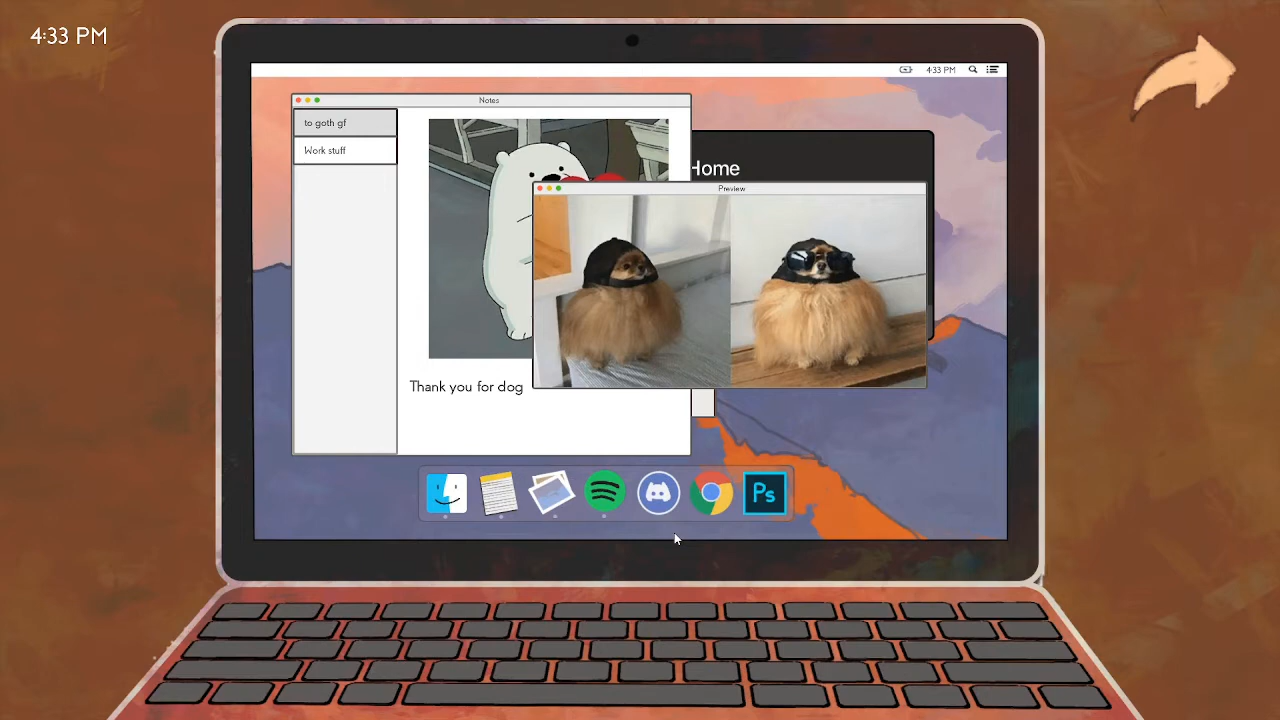 4:33 PM
4:33 PM
Notes
to goth gf
Work stuff
Home
Preview
Thank you for dog
Ps